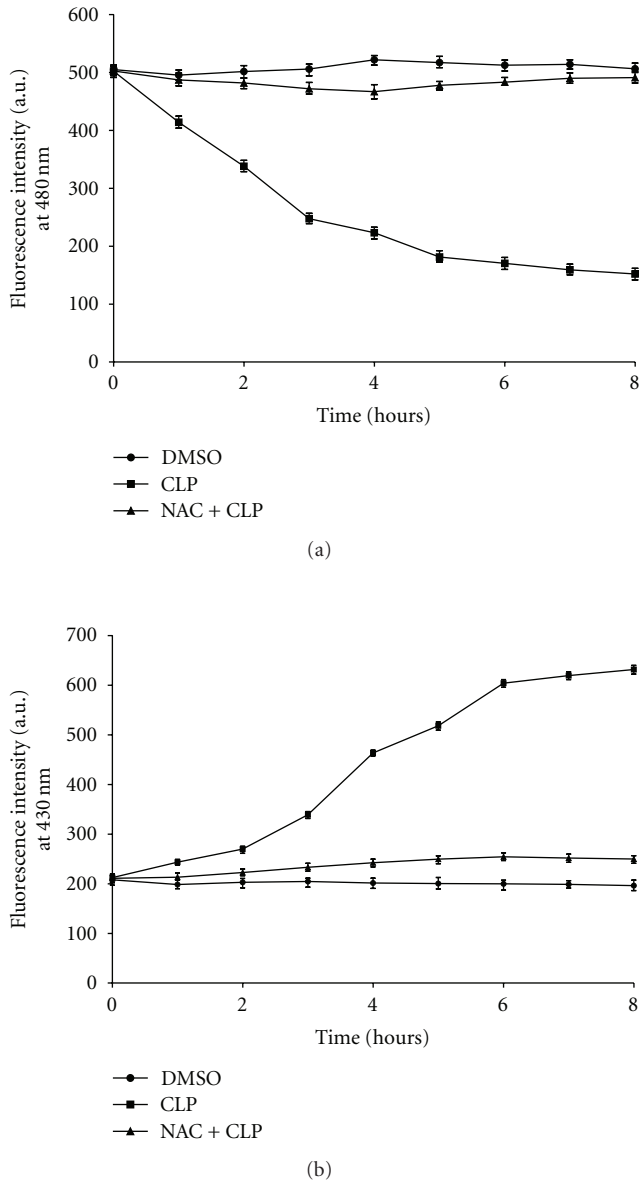 600
500
400
300
200
100
0
Fluorescence intensity (a.u.)
at 480 nm
0 2 4 6 8
Time (hours)
DMSO
CLP
NAC + CLP
(a)
700
600
500
400
300
200
100
0
Fluorescence intensity (a.u.)
at 430 nm
0 2 4 6 8
Time (hours)
DMSO
CLP
NAC + CLP
(b)